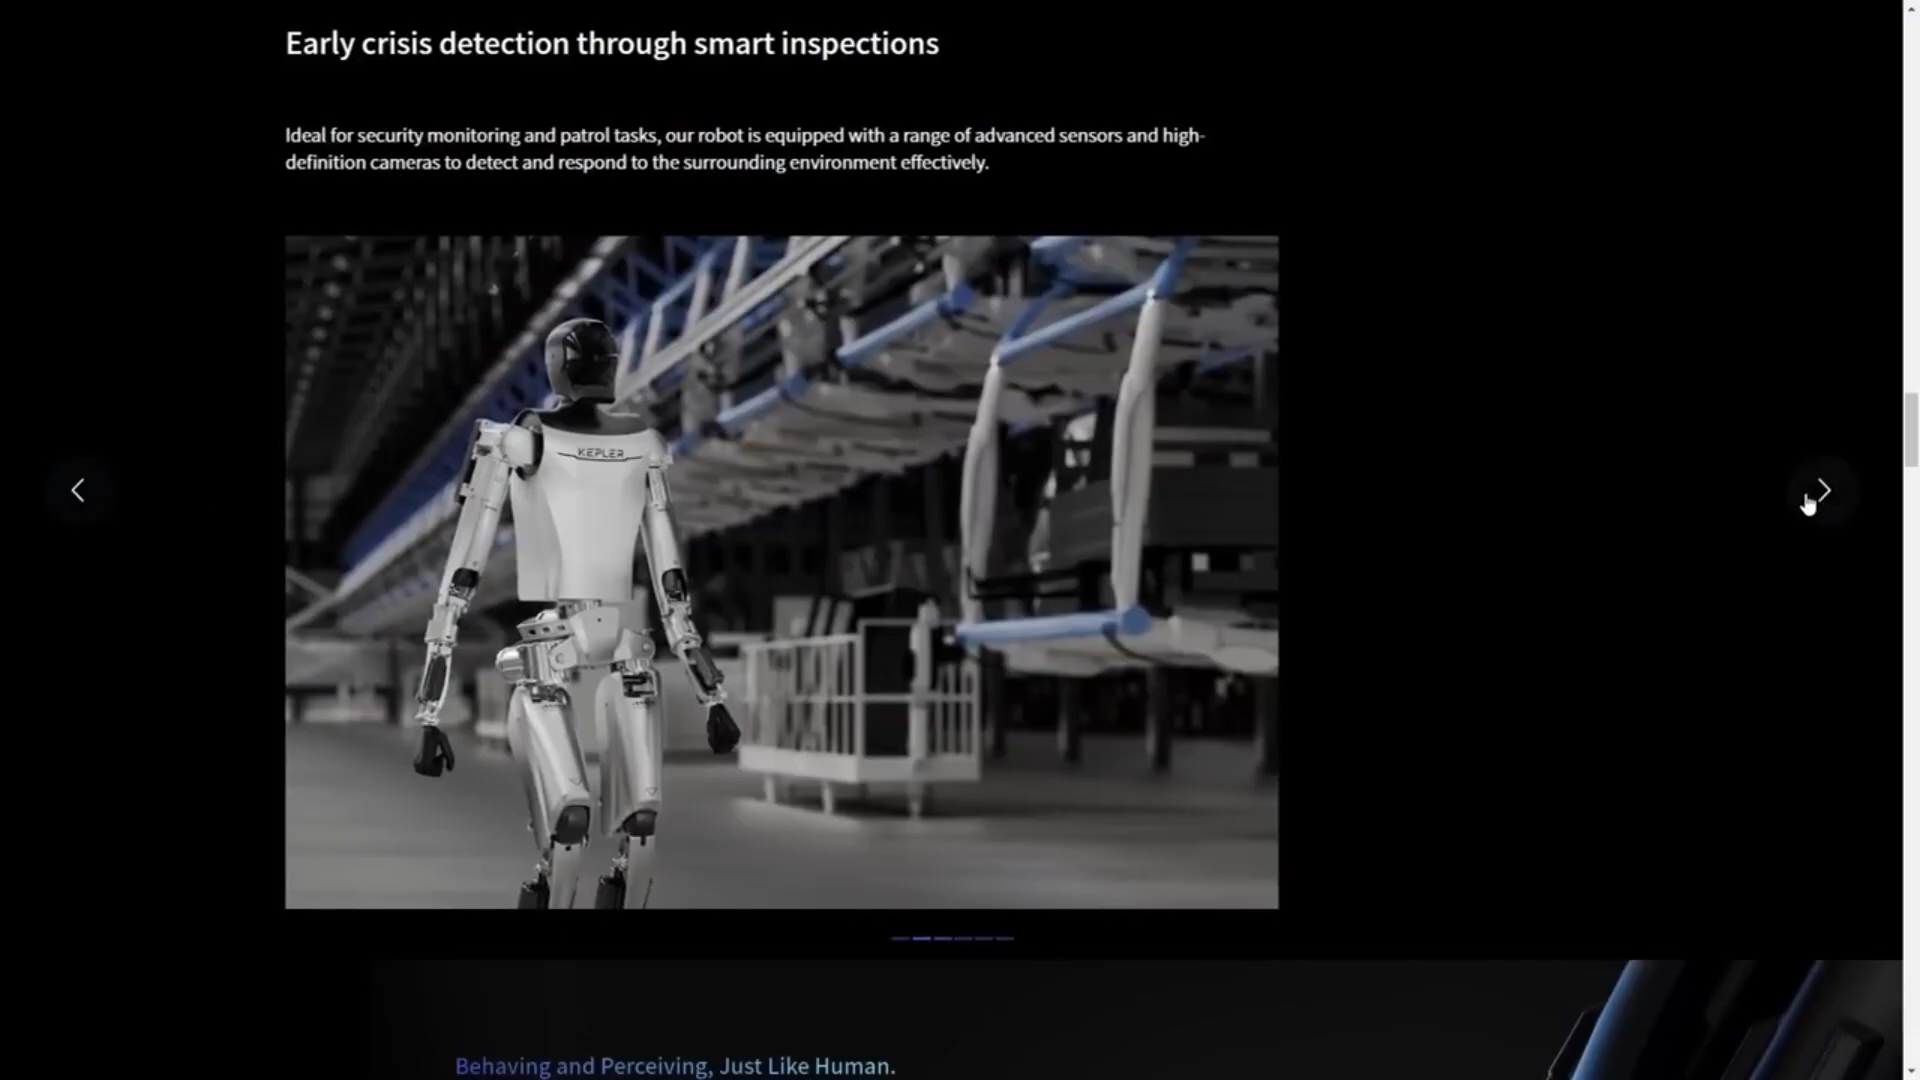 Early crisis detection through smart inspections
Ideal for security monitoring and patrol tasks, our robot is equipped with a range of advanced sensors and high-
definition cameras to detect and respond to the surrounding environment effectively.
KEPLER
Behaving and Perceiving, Just Like Human.